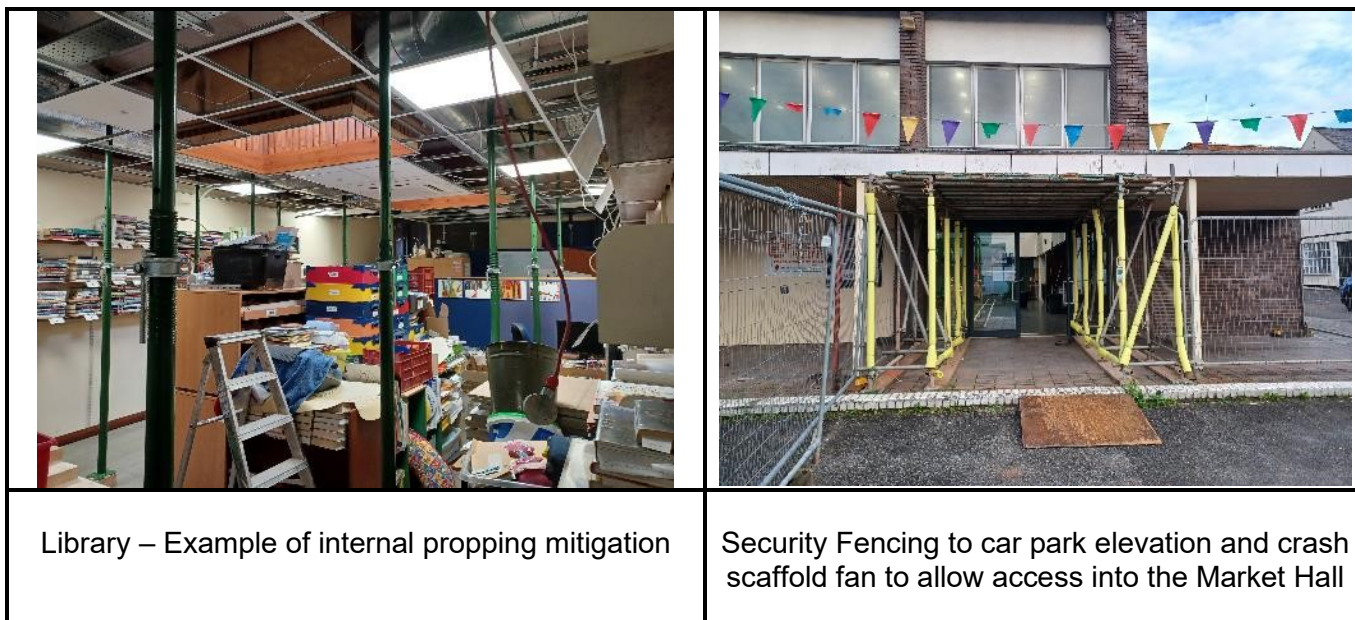 Library – Example of internal propping mitigation
Security Fencing to car park elevation and crash
scaffold fan to allow access into the Market Hall